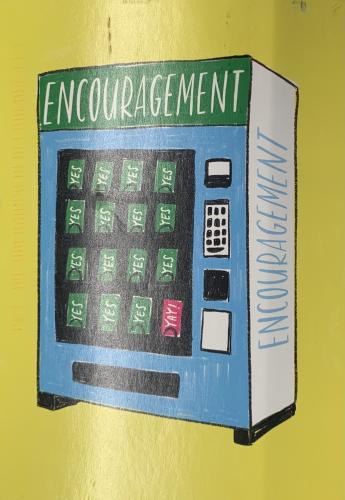 ENCOURAGEMENT
YES YES YES YES
YES YES YES YES
YES YES YES YES
YES YES YES YAY!
ENCOURAGEMENT